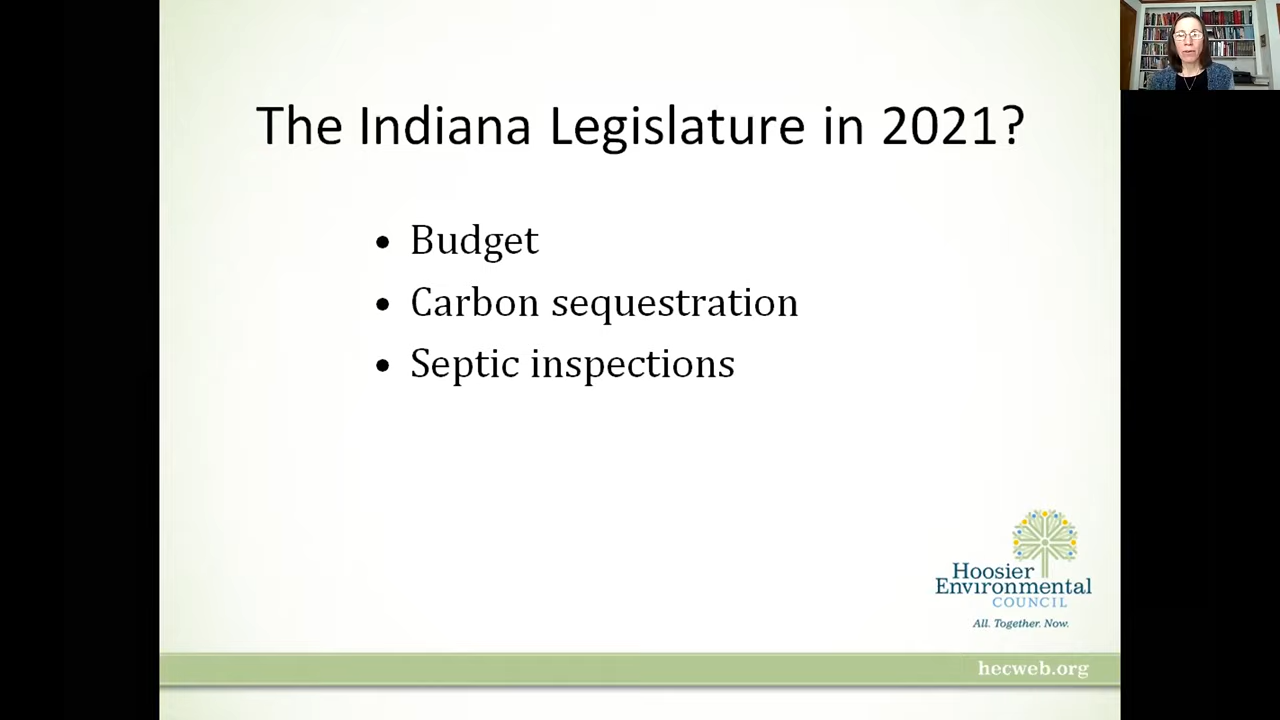 The Indiana Legislature in 2021?
• Budget
• Carbon sequestration
• Septic inspections
Hoosier
Environmental
COUNCIL
All. Together. Now.
hecweb.org